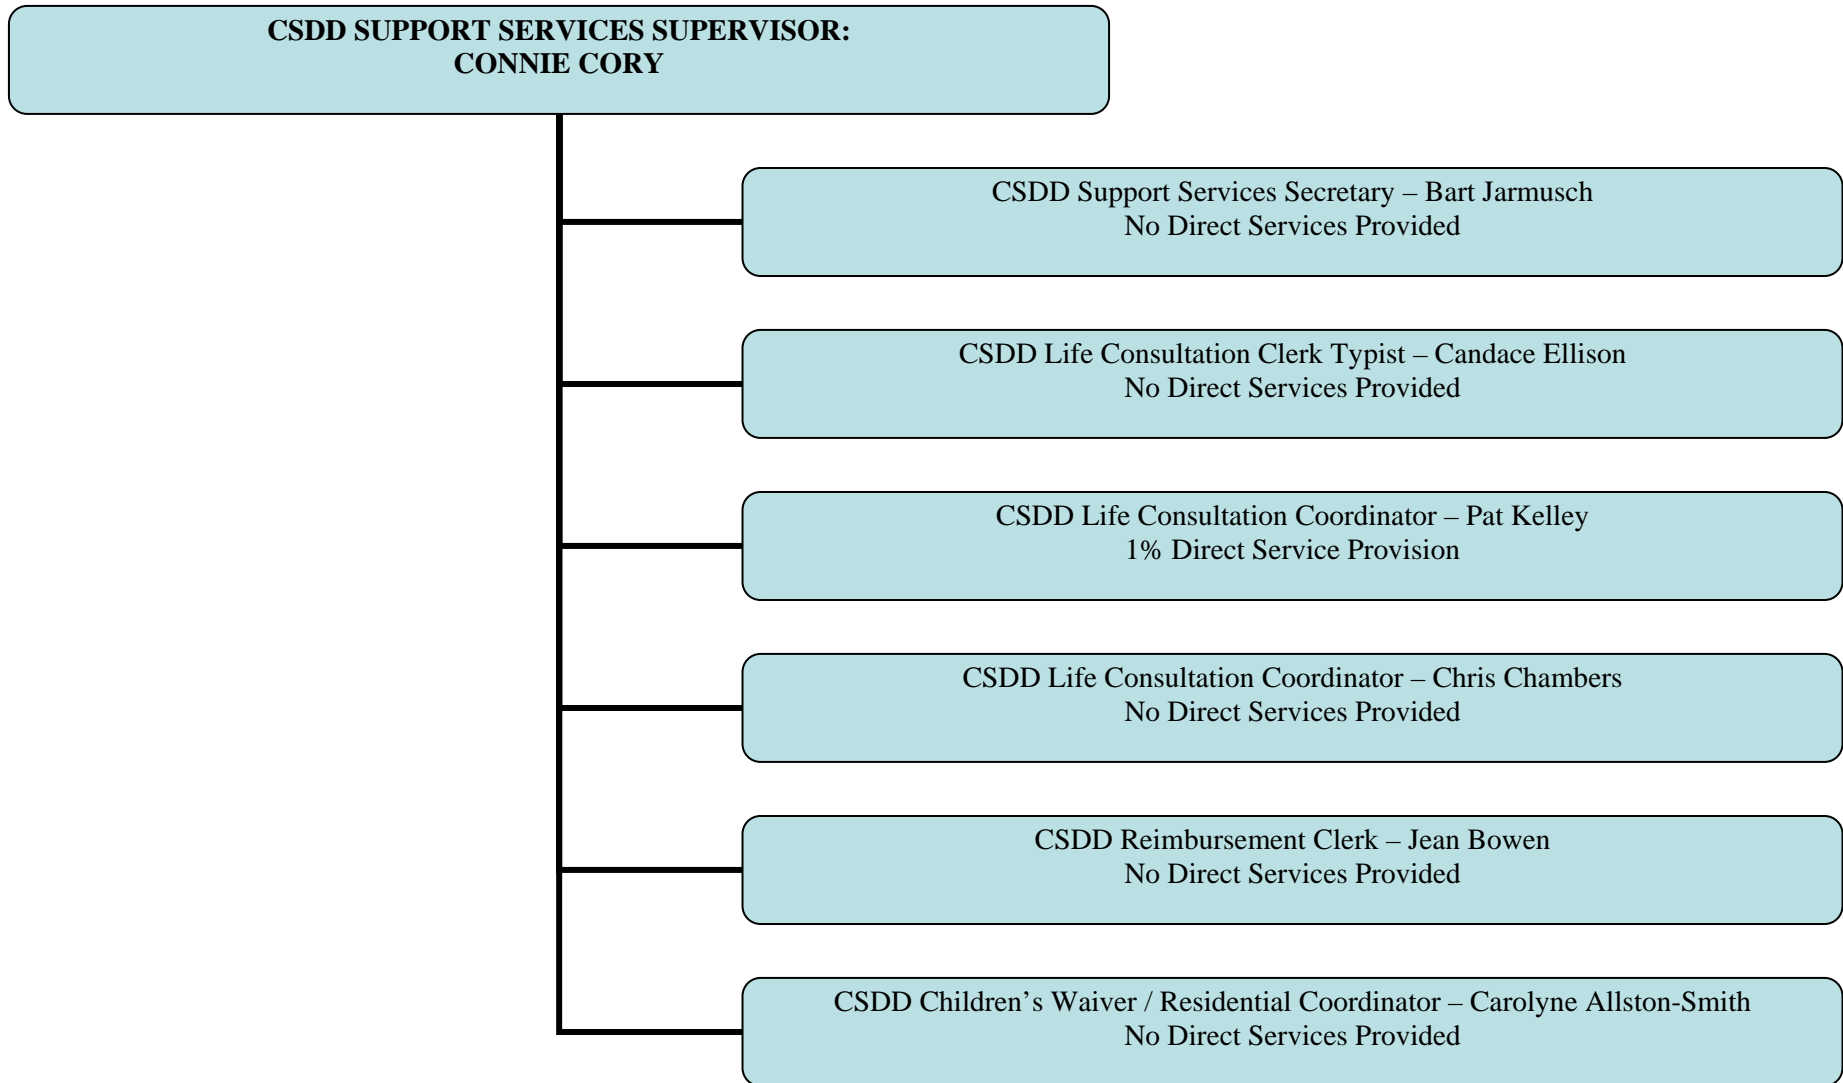 CSDD SUPPORT SERVICES SUPERVISOR:
CONNIE CORY
CSDD Support Services Secretary – Bart Jarmusch
No Direct Services Provided
CSDD Life Consultation Clerk Typist – Candace Ellison
No Direct Services Provided
CSDD Life Consultation Coordinator – Pat Kelley
1% Direct Service Provision
CSDD Life Consultation Coordinator – Chris Chambers
No Direct Services Provided
CSDD Reimbursement Clerk – Jean Bowen
No Direct Services Provided
CSDD Children’s Waiver / Residential Coordinator – Carolyne Allston-Smith
No Direct Services Provided